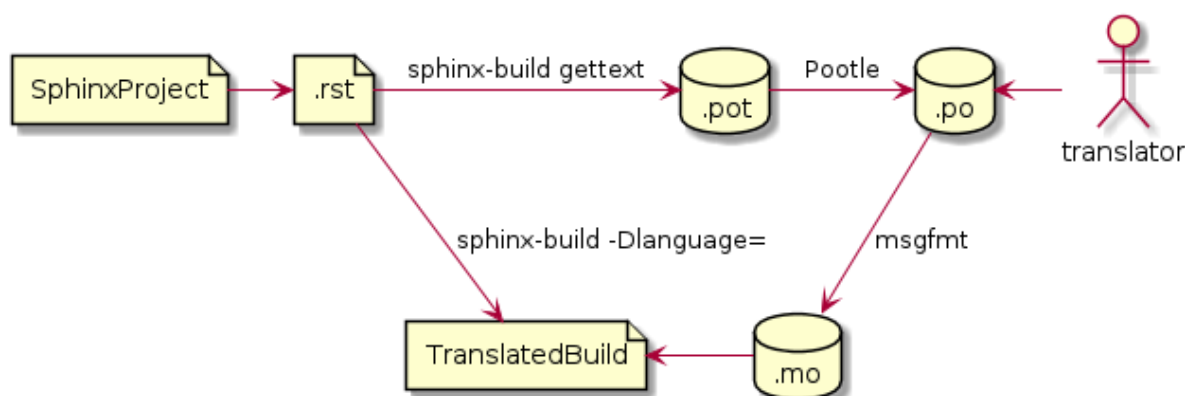 SphinxProject
.rst
sphinx-build gettext
.pot
Pootle
.po
translator
sphinx-build -Dlanguage=
msgfmt
TranslatedBuild
.mo